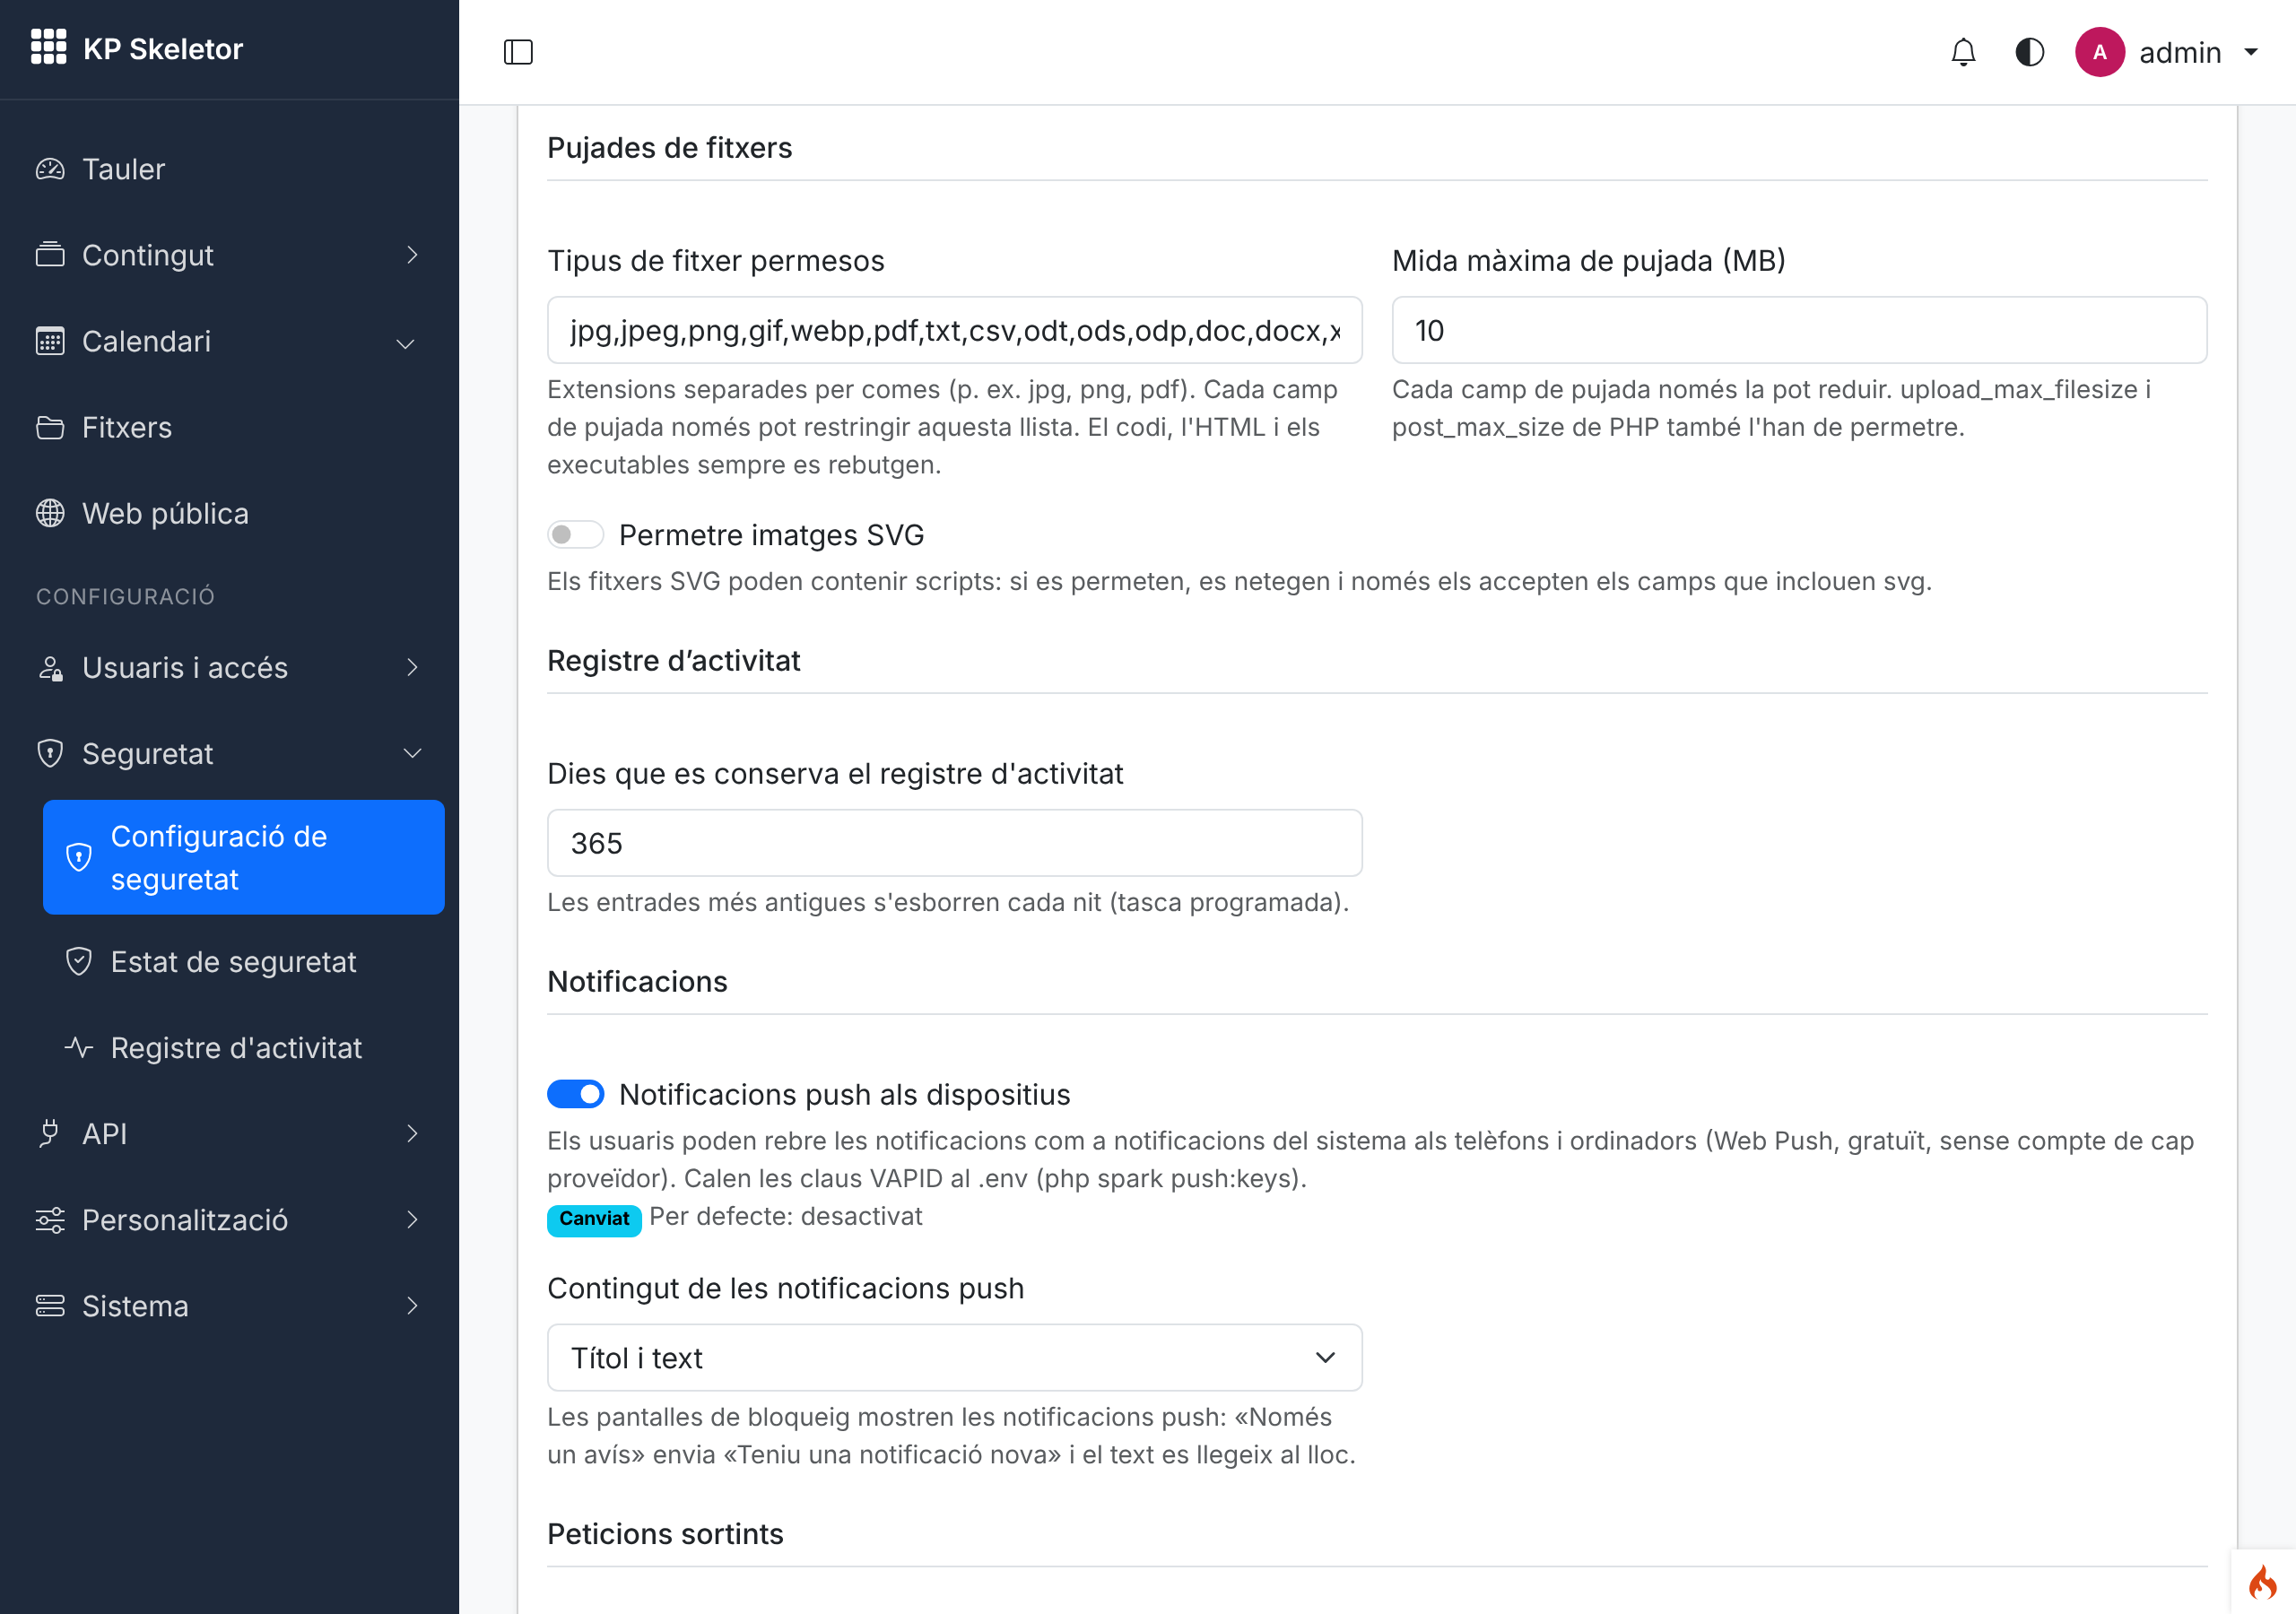 KP Skeletor
A
admin
Tauler
Contingut
Calendari
Fitxers
Web pública
CONFIGURACIÓ
Usuaris i accés
Seguretat
Configuració de
seguretat
Estat de seguretat
Registre d'activitat
API
Personalització
Sistema
Pujades de fitxers
Tipus de fitxer permesos
jpg,jpeg,png,gif,webp,pdf,txt,csv,odt,ods,odp,doc,docx,x
Extensions separades per comes (p. ex. jpg, png, pdf). Cada camp
de pujada només pot restringir aquesta llista. El codi, l'HTML i els
executables sempre es rebutgen.
Mida màxima de pujada (MB)
10
Cada camp de pujada només la pot reduir. upload_max_filesize i
post_max_size de PHP també l'han de permetre.
Permetre imatges SVG
Els fitxers SVG poden contenir scripts: si es permeten, es netegen i només els accepten els camps que inclouen svg.
Registre d’activitat
Dies que es conserva el registre d'activitat
365
Les entrades més antigues s'esborren cada nit (tasca programada).
Notificacions
Notificacions push als dispositius
Els usuaris poden rebre les notificacions com a notificacions del sistema als telèfons i ordinadors (Web Push, gratuït, sense compte de cap
proveïdor). Calen les claus VAPID al .env (php spark push:keys).
Canviat Per defecte: desactivat
Contingut de les notificacions push
Títol i text
Les pantalles de bloqueig mostren les notificacions push: «Només
un avís» envia «Teniu una notificació nova» i el text es llegeix al lloc.
Peticions sortints